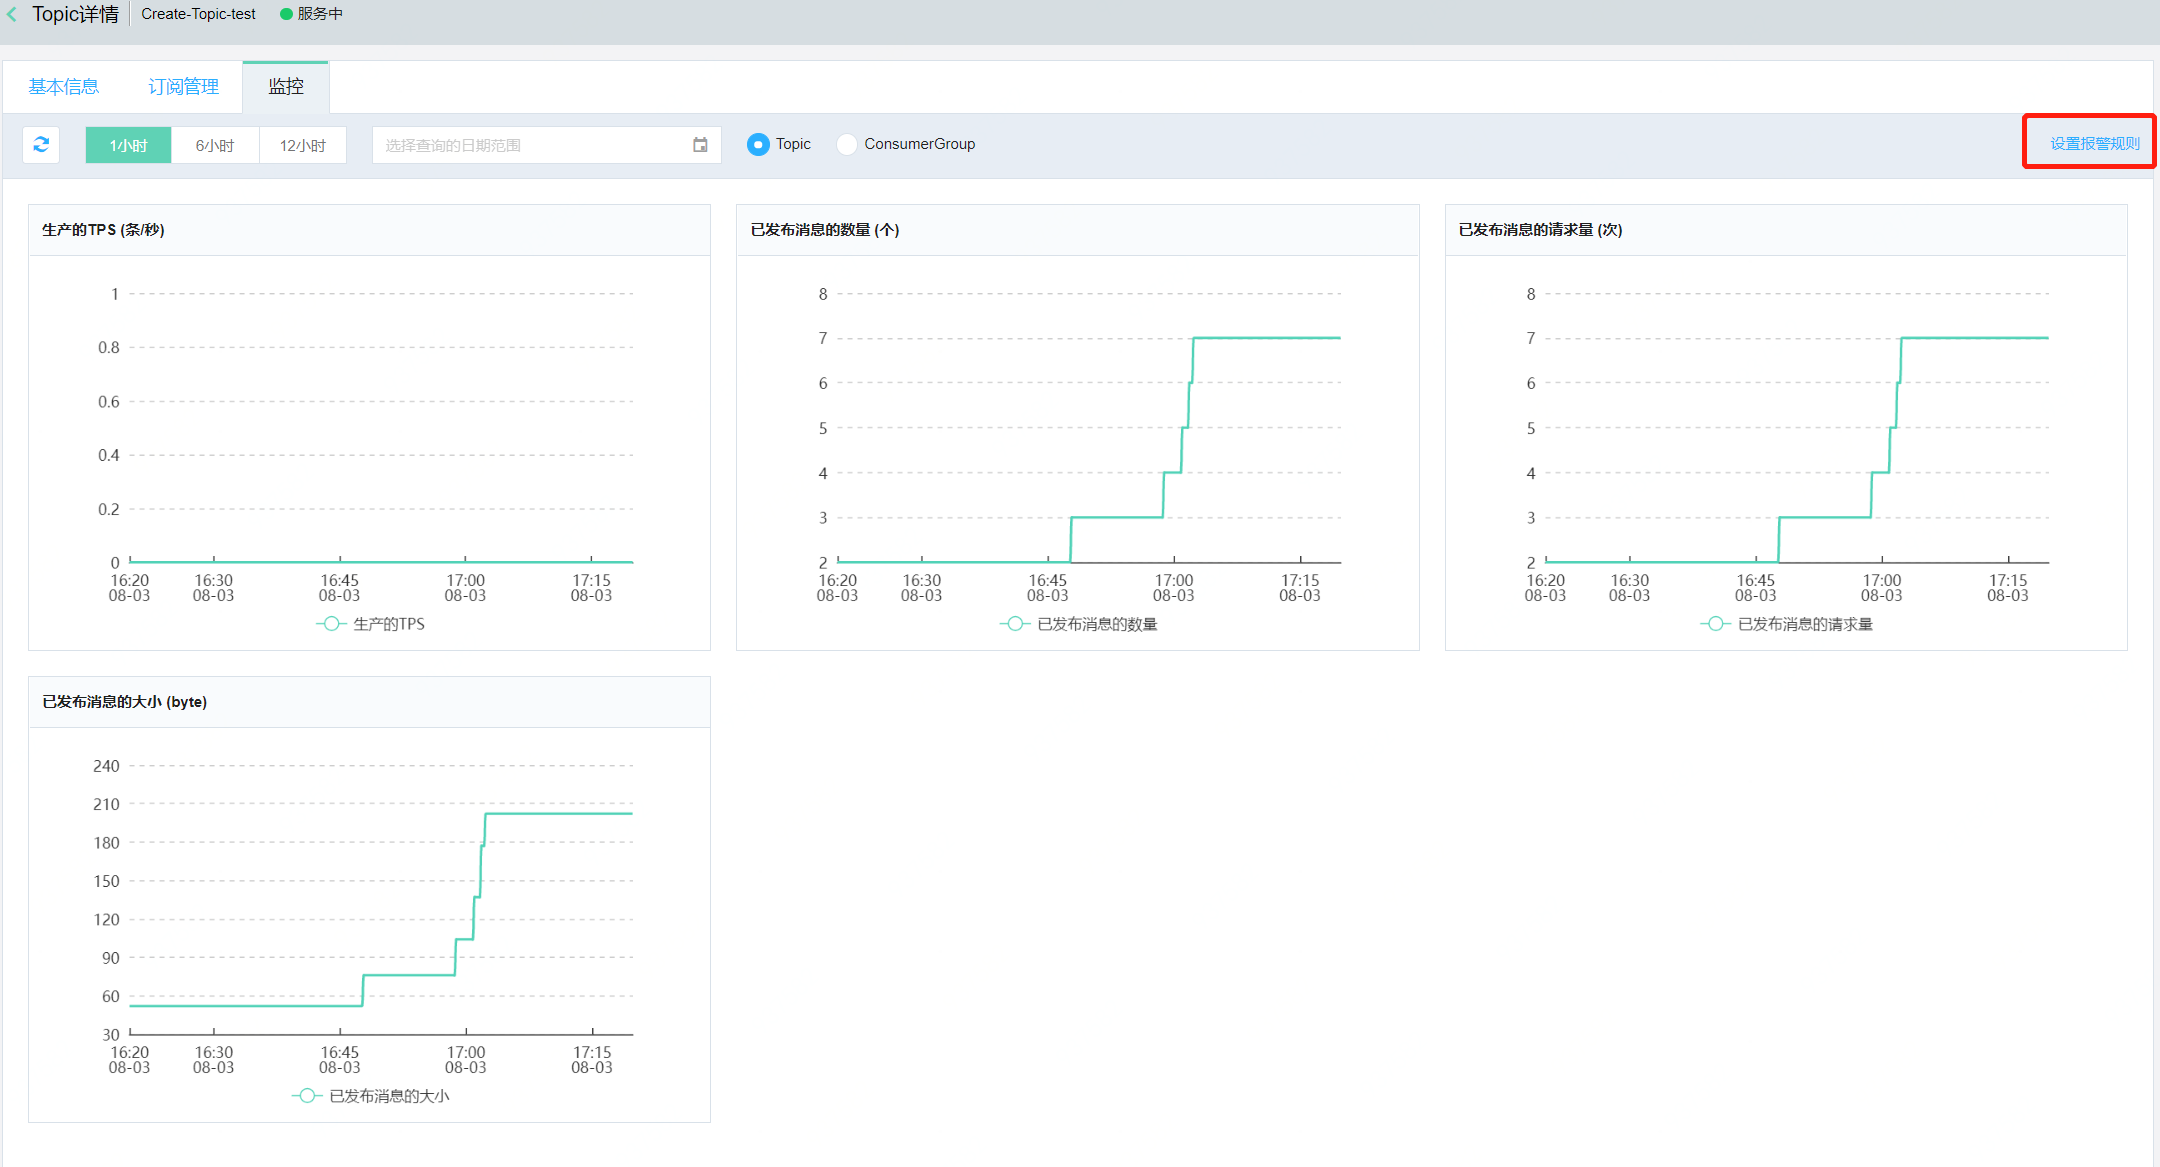 Topic详情 Create-Topic-test 服务中
基本信息 订阅管理 监控
1小时 6小时 12小时 选择查询的日期范围 Topic ConsumerGroup 设置报警规则
生产的TPS (条/秒)
1
0.8
0.6
0.4
0.2
0
16:20 16:30 16:45 17:00 17:15
08-03 08-03 08-03 08-03 08-03
生产的TPS
已发布消息的数量 (个)
8
7
6
5
4
3
2
16:20 16:30 16:45 17:00 17:15
08-03 08-03 08-03 08-03 08-03
已发布消息的数量
已发布消息的请求量 (次)
8
7
6
5
4
3
2
16:20 16:30 16:45 17:00 17:15
08-03 08-03 08-03 08-03 08-03
已发布消息的请求量
已发布消息的大小 (byte)
240
210
180
150
120
90
60
30
16:20 16:30 16:45 17:00 17:15
08-03 08-03 08-03 08-03 08-03
已发布消息的大小